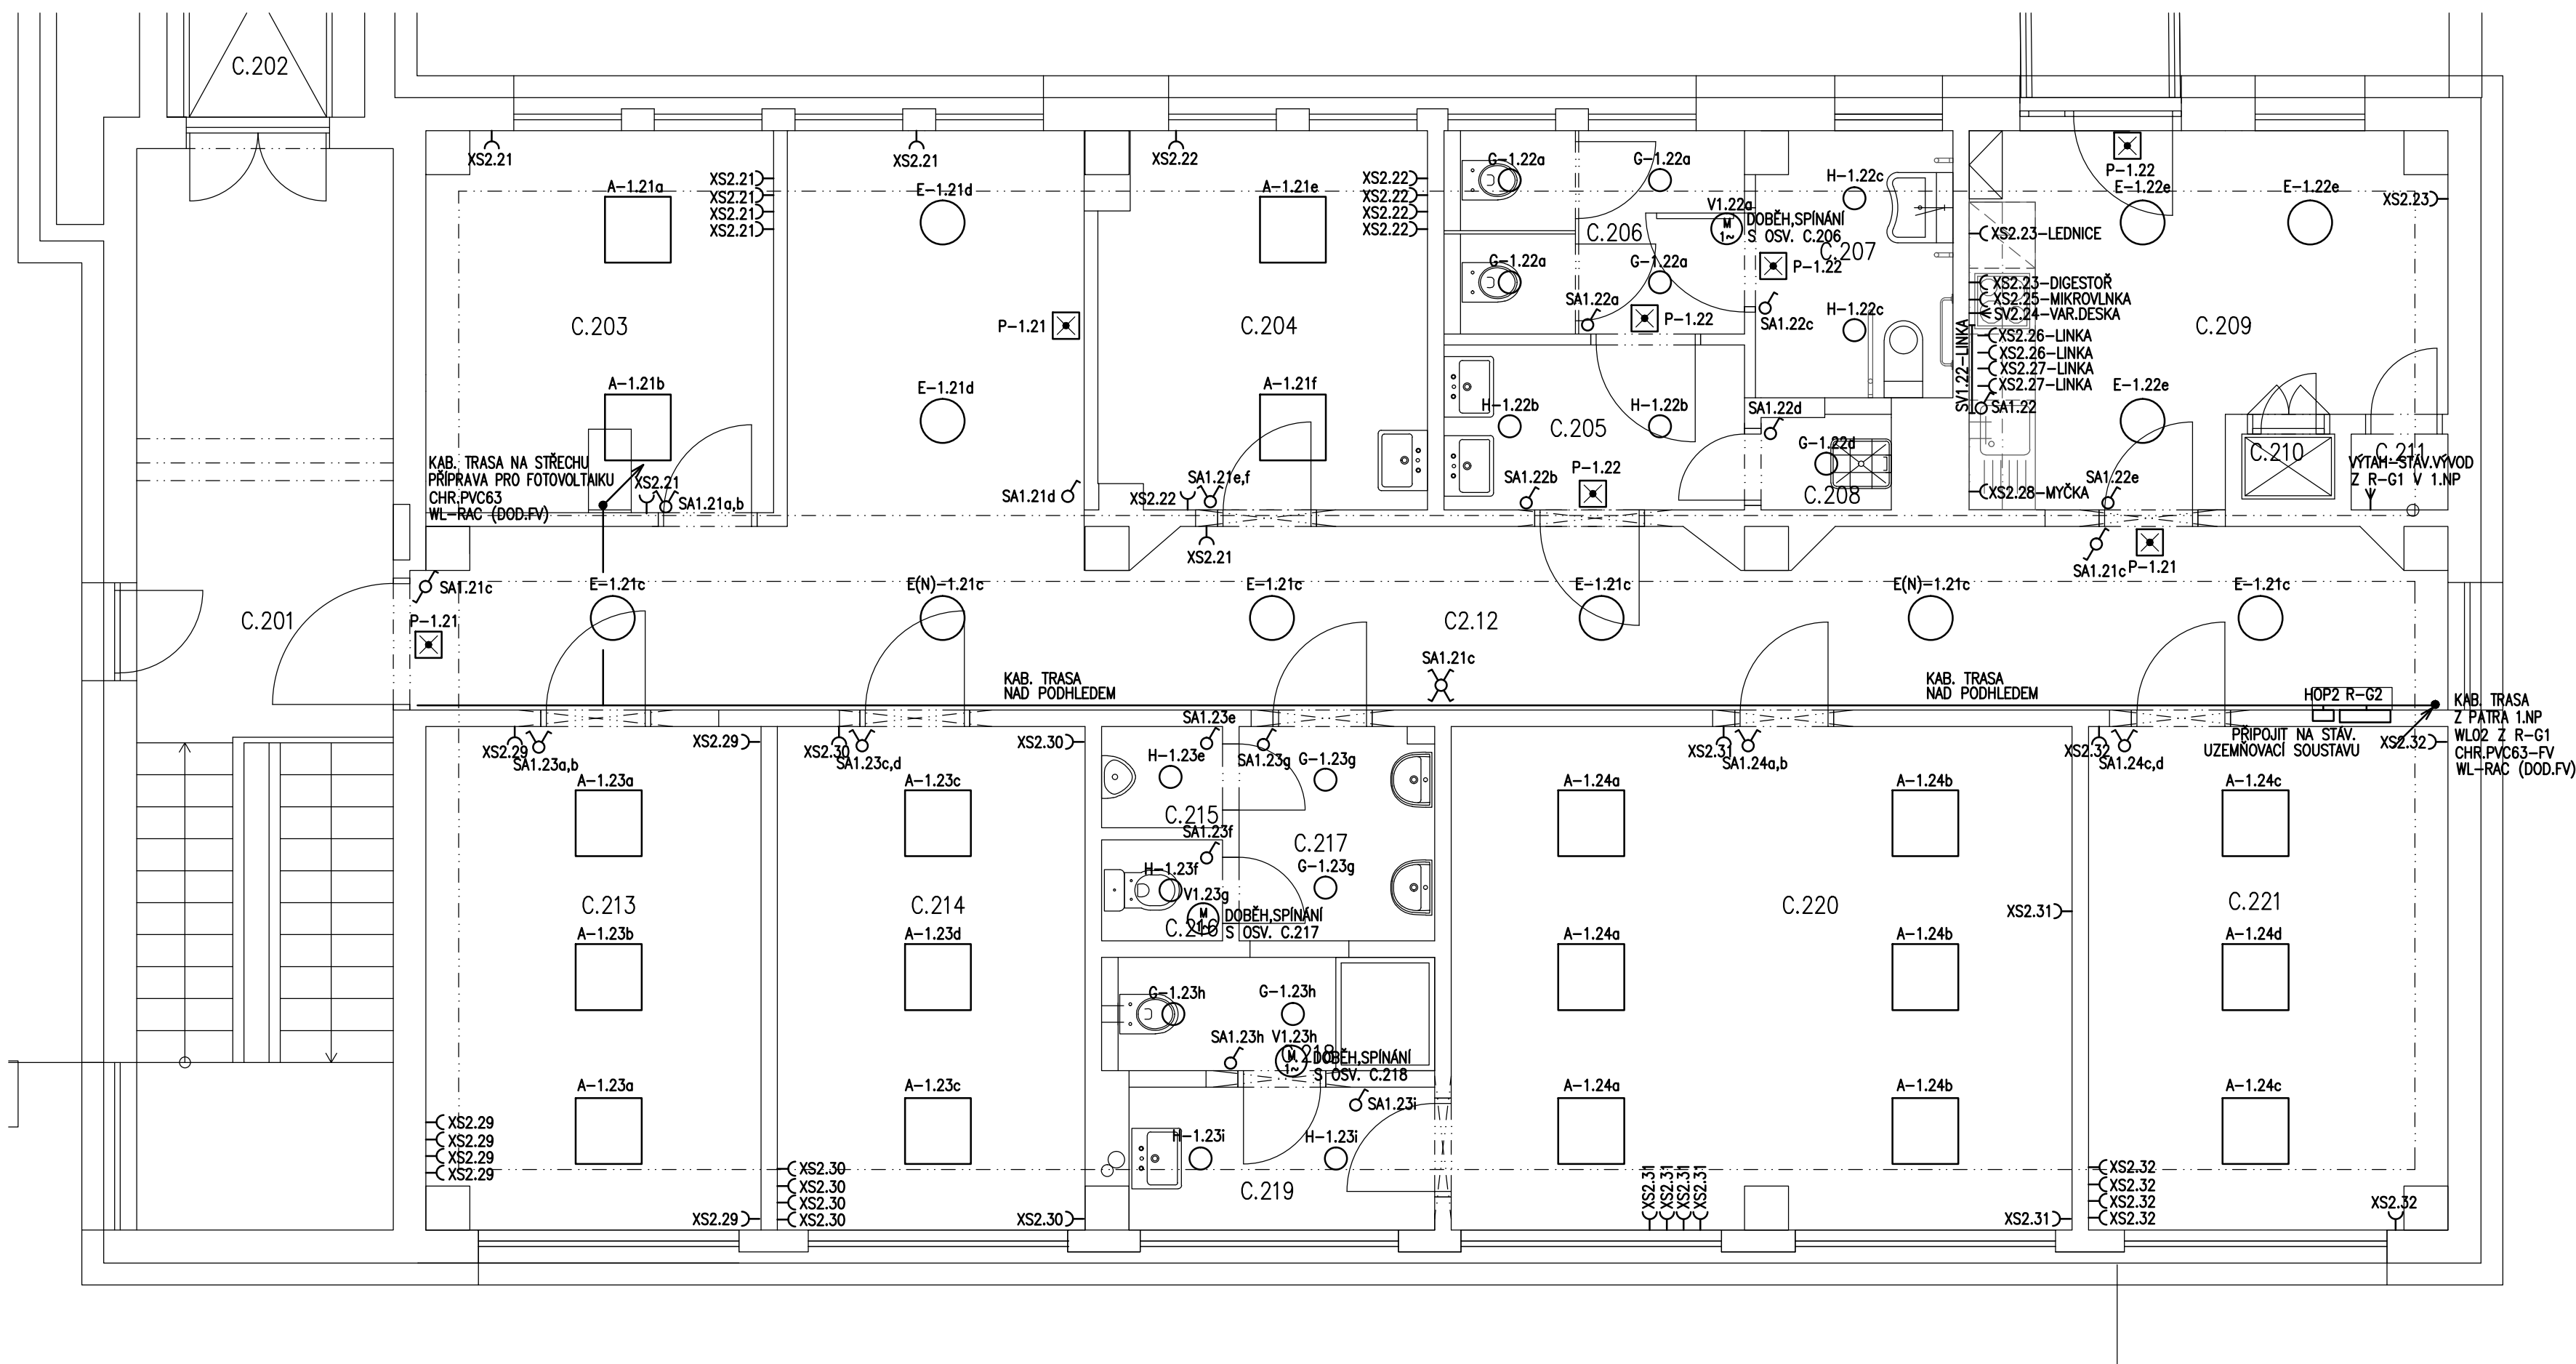 C.202
XS2.21
XS2.21
XS2.22
A-1.21a
XS2.21
XS2.21
XS2.21
XS2.21
E-1.21d
A-1.21e
XS2.22
XS2.22
XS2.22
XS2.22
G-1.22a
G-1.22a
H-1.22c
P-1.22
E-1.22e
E-1.22e
XS2.23
V1.22a
M
1~
DOBĚH,SPÍNÁNÍ
S OSV. C.206
C.206
C.207
XS2.23-LEDNICE
G-1.22a
G-1.22a
P-1.22
XS2.23-DIGESTOŘ
XS2.25-MIKROVLNKA
SV2.24-VAR.DESKA
C.203
P-1.21
C.204
SA1.22a
P-1.22
SA1.22c
H-1.22c
SV1.22-LINKA
XS2.26-LINKA
XS2.26-LINKA
XS2.27-LINKA
XS2.27-LINKA
C.209
A-1.21b
E-1.21d
A-1.21f
H-1.22b
H-1.22b
C.205
SA1.22d
SA1.22
E-1.22e
G-1.22d
C.208
C.210
C.211
VÝTAH-STÁV.VÝVOD
Z R-G1 V 1.NP
KAB. TRASA NA STŘECHU
PŘÍPRAVA PRO FOTOVOLTAIKU
CHR.PVC63
WL-RAC (DOD.FV)
XS2.21
SA1.21a,b
SA1.21d
XS2.22
SA1.21e,f
SA1.22b
P-1.22
XS2.28-MYČKA
SA1.22e
XS2.21
SA1.21c
P-1.21
SA1.21c
E-1.21c
E(N)-1.21c
E-1.21c
E-1.21c
E(N)-1.21c
E-1.21c
C.201
P-1.21
C2.12
SA1.21c
KAB. TRASA
NAD PODHLEDEM
KAB. TRASA
NAD PODHLEDEM
HOP2 R-G2
KAB. TRASA
Z PATRA 1.NP
WL02 Z R-G1
CHR.PVC63-FV
WL-RAC (DOD.FV)
PŘIPOJIT NA STÁV.
UZEMŇOVACÍ SOUSTAVU
XS2.29
SA1.23a,b
XS2.29
XS2.30
SA1.23c,d
XS2.30
SA1.23e
SA1.23g
XS2.31
SA1.24a,b
XS2.32
SA1.24c,d
XS2.32
A-1.23a
A-1.23c
H-1.23e
G-1.23g
A-1.24a
A-1.24b
A-1.24c
C.215
SA1.23f
C.217
H-1.23f
G-1.23g
V1.23g
M
DOBĚH,SPÍNÁNÍ
S OSV. C.217
C.216
C.213
C.214
C.220
XS2.31
C.221
A-1.23b
A-1.23d
A-1.24a
A-1.24b
A-1.24d
G-1.23h
G-1.23h
SA1.23h
V1.23h
M
1~
DOBĚH,SPÍNÁNÍ
S OSV. C.218
C.218
A-1.23a
A-1.23c
SA1.23i
A-1.24a
A-1.24b
A-1.24c
XS2.29
XS2.29
XS2.29
XS2.29
H-1.23i
H-1.23i
C.219
XS2.30
XS2.30
XS2.30
XS2.30
XS2.31
XS2.31
XS2.31
XS2.31
XS2.32
XS2.32
XS2.32
XS2.32
XS2.29
XS2.30
XS2.31
XS2.32